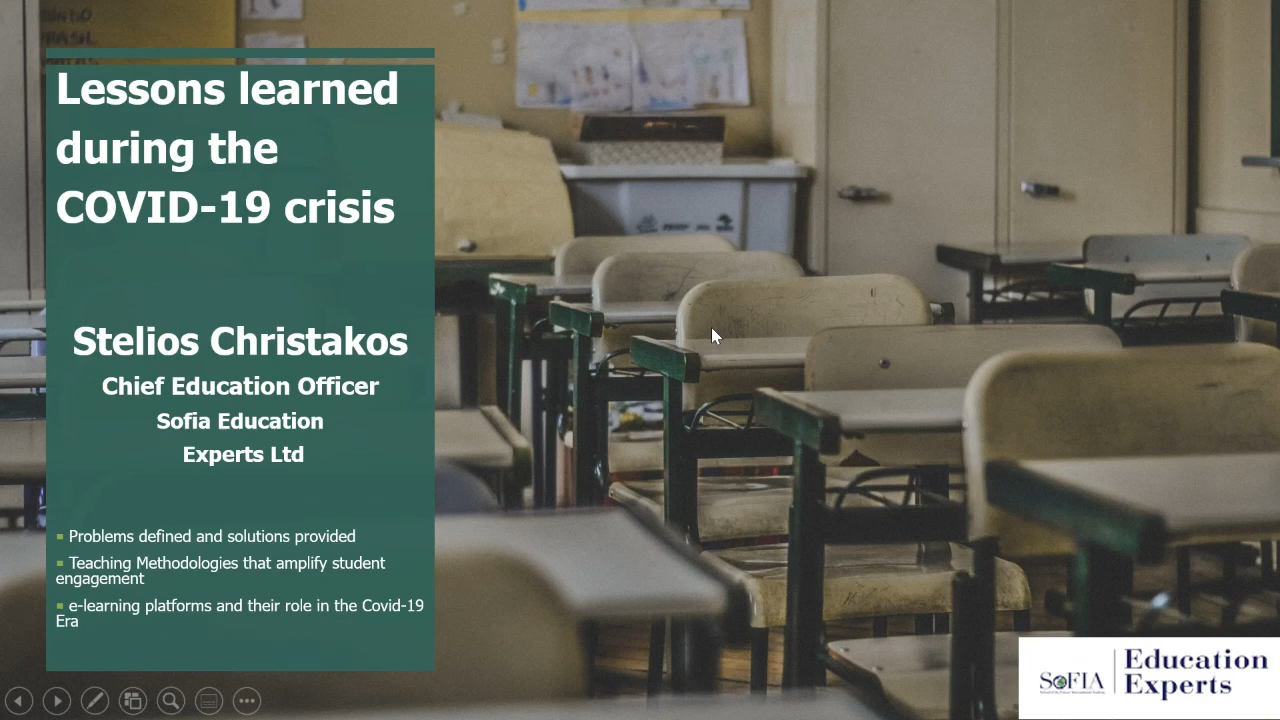 Lessons learned
during the
COVID-19 crisis
Stelios Christakos
Chief Education Officer
Sofia Education
Experts Ltd
▪ Problems defined and solutions provided
▪ Teaching Methodologies that amplify student
engagement
▪ e-learning platforms and their role in the Covid-19
Era
SOFIA
Education
Experts